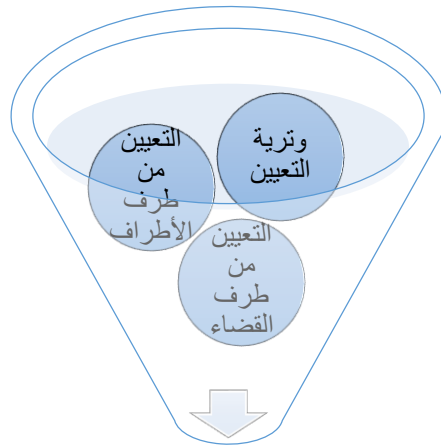 وترية
التعيين
التعيين
من
طرف
الأطراف
التعيين
من
طرف
القضاء